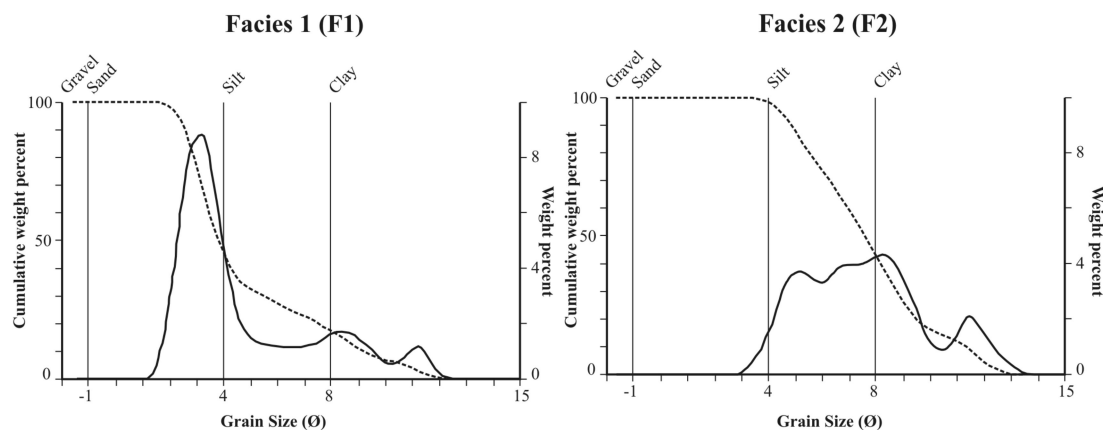 Facies 1 (F1)
Gravel
Sand
Silt
Clay
100
50
0
Cumulative weight percent
8
4
0
Weight percent
-1
4
8
15
Grain Size (Ø)
Facies 2 (F2)
Gravel
Sand
Silt
Clay
100
50
0
Cumulative weight percent
8
4
0
Weight percent
-1
4
8
15
Grain Size (Ø)